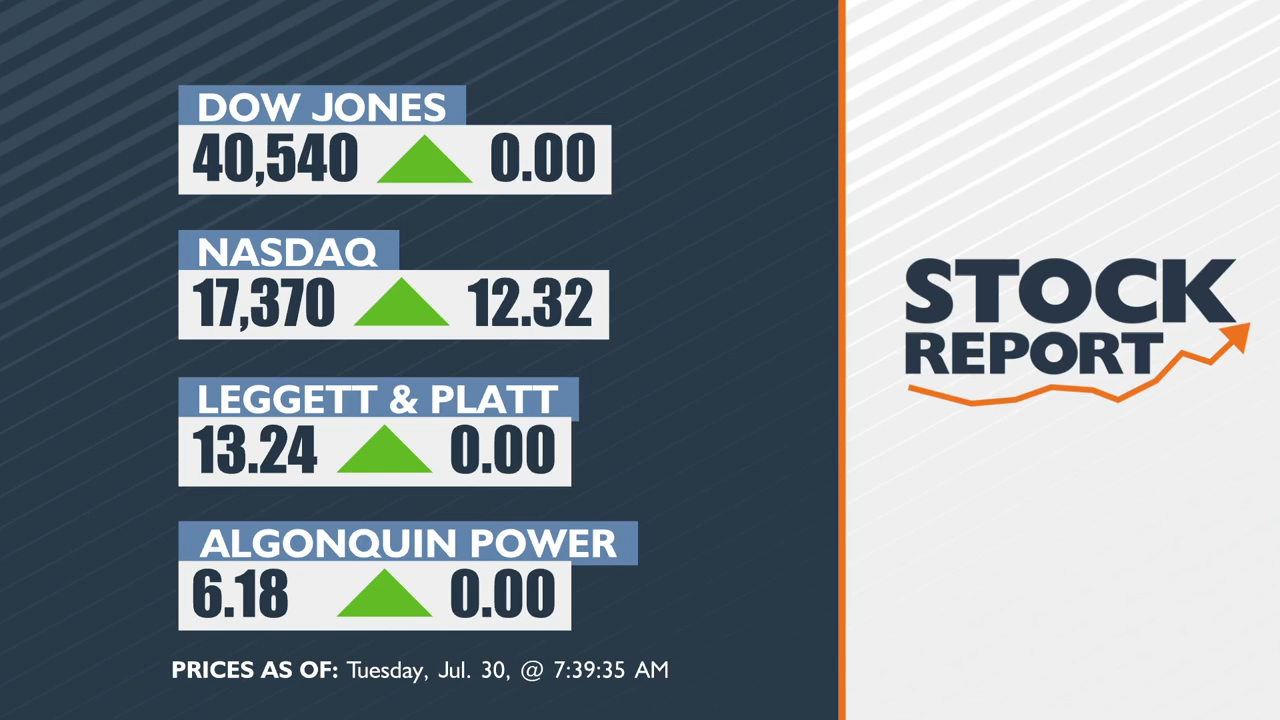 DOW JONES
40,540 0.00
NASDAQ
17,370 12.32
LEGGETT & PLATT
13.24 0.00
ALGONQUIN POWER
6.18 0.00
PRICES AS OF: Tuesday, Jul. 30, @ 7:39:35 AM
STOCK
REPORT